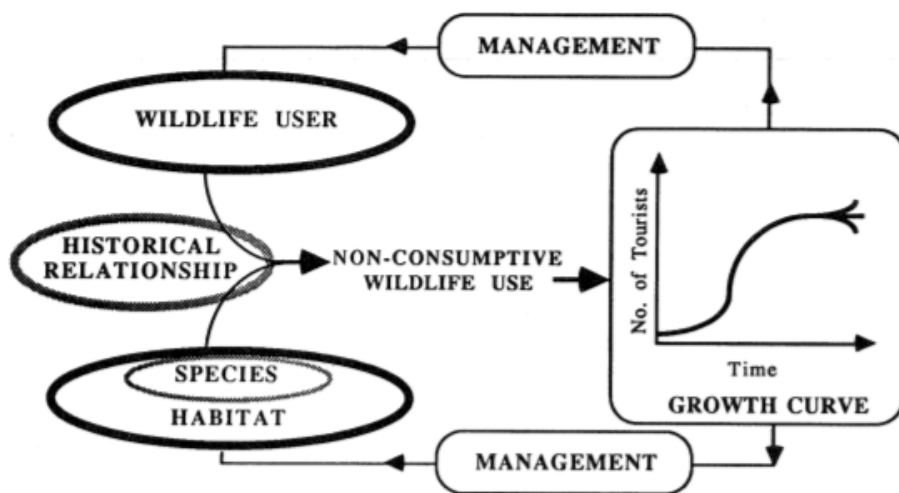 MANAGEMENT
WILDLIFE USER
HISTORICAL
RELATIONSHIP
NON-CONSUMPTIVE
WILDLIFE USE
No. of Tourists
Time
GROWTH CURVE
SPECIES
HABITAT
MANAGEMENT